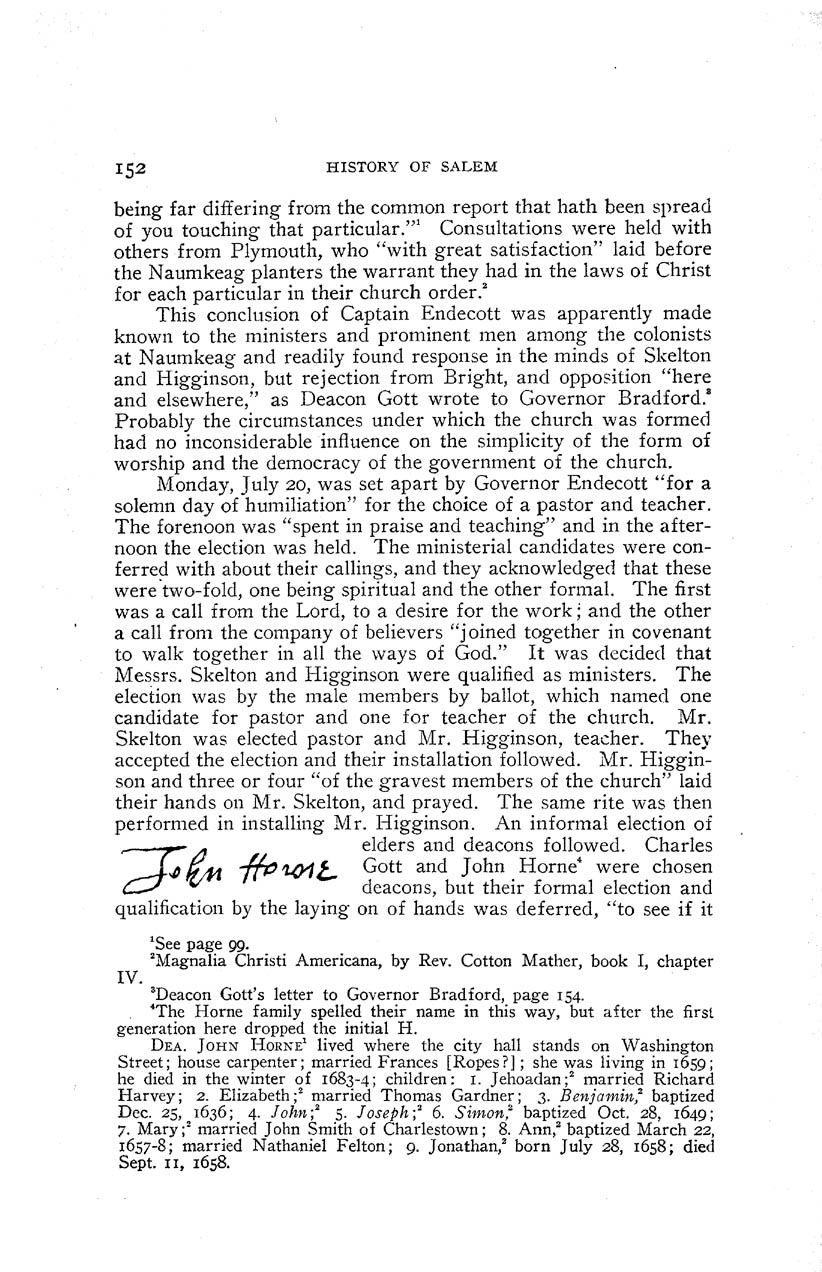 152 HISTORY OF SALEM
being far differing from the common report that hath been spread
of you touching that particular.”¹ Consultations were held with
others from Plymouth, who “with great satisfaction” laid before
the Naumkeag planters the warrant they had in the laws of Christ
for each particular in their church order.²
This conclusion of Captain Endecott was apparently made
known to the ministers and prominent men among the colonists
at Naumkeag and readily found response in the minds of Skelton
and Higginson, but rejection from Bright, and opposition “here
and elsewhere,” as Deacon Gott wrote to Governor Bradford.³
Probably the circumstances under which the church was formed
had no inconsiderable influence on the simplicity of the form of
worship and the democracy of the government of the church.
Monday, July 20, was set apart by Governor Endecott “for a
solemn day of humiliation” for the choice of a pastor and teacher.
The forenoon was “spent in praise and teaching” and in the after-
noon the election was held. The ministerial candidates were con-
ferred with about their callings, and they acknowledged that these
were two-fold, one being spiritual and the other formal. The first
was a call from the Lord, to a desire for the work; and the other
a call from the company of believers “joined together in covenant
to walk together in all the ways of God.” It was decided that
Messrs. Skelton and Higginson were qualified as ministers. The
election was by the male members by ballot, which named one
candidate for pastor and one for teacher of the church. Mr.
Skelton was elected pastor and Mr. Higginson, teacher. They
accepted the election and their installation followed. Mr. Higgin-
son and three or four “of the gravest members of the church” laid
their hands on Mr. Skelton, and prayed. The same rite was then
performed in installing Mr. Higginson. An informal election of
elders and deacons followed. Charles
John Horne Gott and John Horne⁴ were chosen
deacons, but their formal election and
qualification by the laying on of hands was deferred, “to see if it
¹See page 99.
²Magnalia Christi Americana, by Rev. Cotton Mather, book I, chapter
IV.
³Deacon Gott’s letter to Governor Bradford, page 154.
⁴The Horne family spelled their name in this way, but after the first
generation here dropped the initial H.
DEA. JOHN HORNE¹ lived where the city hall stands on Washington
Street; house carpenter; married Frances [Ropes?]; she was living in 1659;
he died in the winter of 1683-4; children: 1. Jehoadan;² married Richard
Harvey; 2. Elizabeth;² married Thomas Gardner; 3. Benjamin,² baptized
Dec. 25, 1636; 4. John;² 5. Joseph;² 6. Simon,² baptized Oct. 28, 1649;
7. Mary;² married John Smith of Charlestown; 8. Ann,² baptized March 22,
1657-8; married Nathaniel Felton; 9. Jonathan,² born July 28, 1658; died
Sept. 11, 1658.